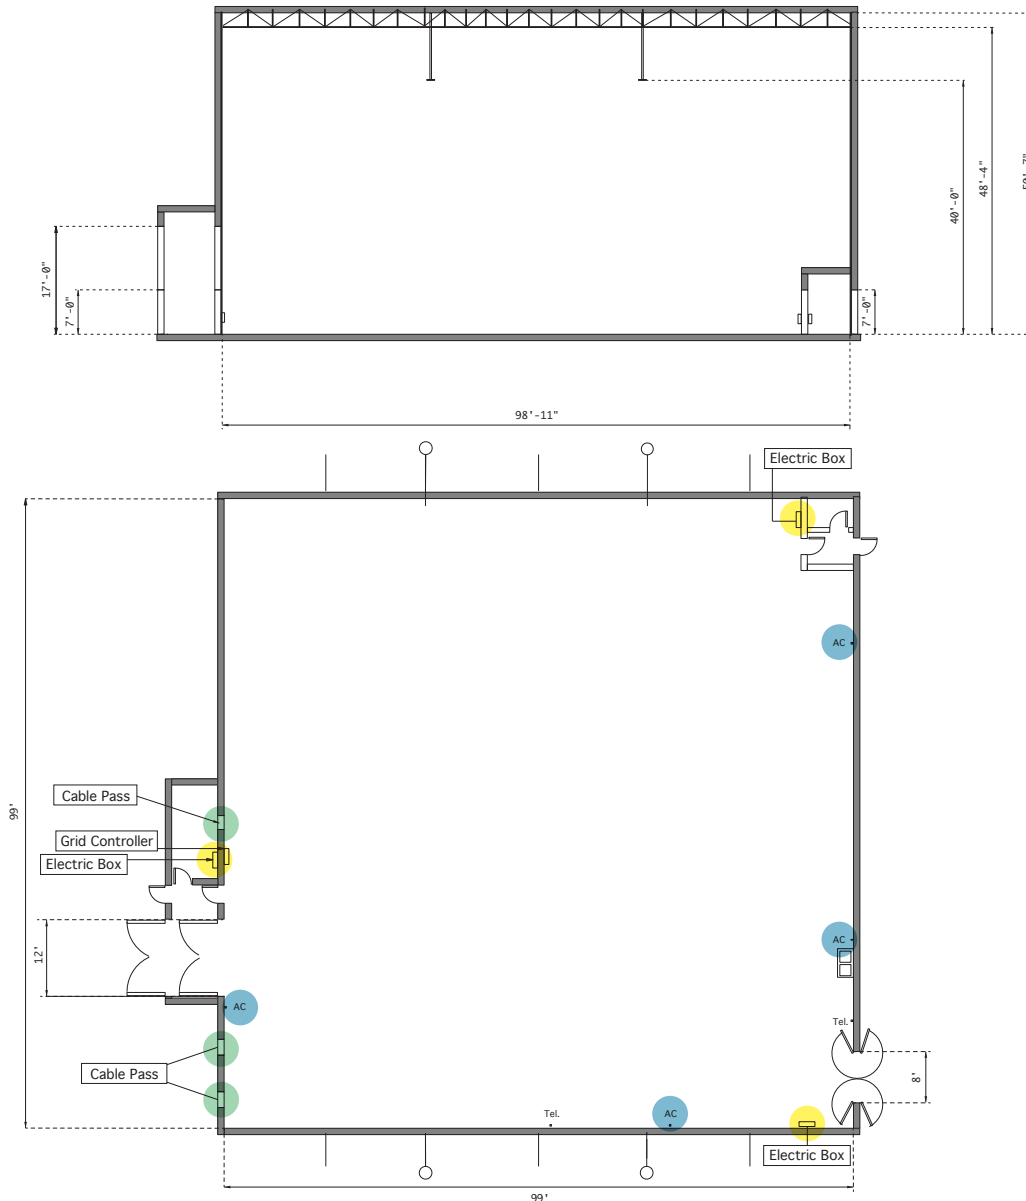 40'-0"
48'-4"
17'-0"
7'-0"
7'-0"
98'-11"
Electric Box
AC
99'
Cable Pass
Grid Controller
Electric Box
AC
12'
AC
Tel.
Cable Pass
8'
Tel.
AC
Electric Box
99'